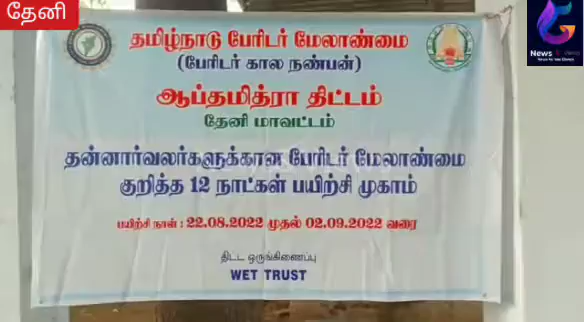 தேனி
தமிழ்நாடு பேரிடர் மேலாண்மை
(பேரிடர் கால நண்பன்)
ஆப்தமித்ரா திட்டம்
தேனி மாவட்டம்
தன்னார்வலர்களுக்கான பேரிடர் மேலாண்மை
குறித்த 12 நாட்கள் பயிற்சி முகாம்
பயிற்சி நாள் : 22.08.2022 முதல் 02.09.2022 வரை
திட்ட ஒருங்கிணைப்பு
WET TRUST
News